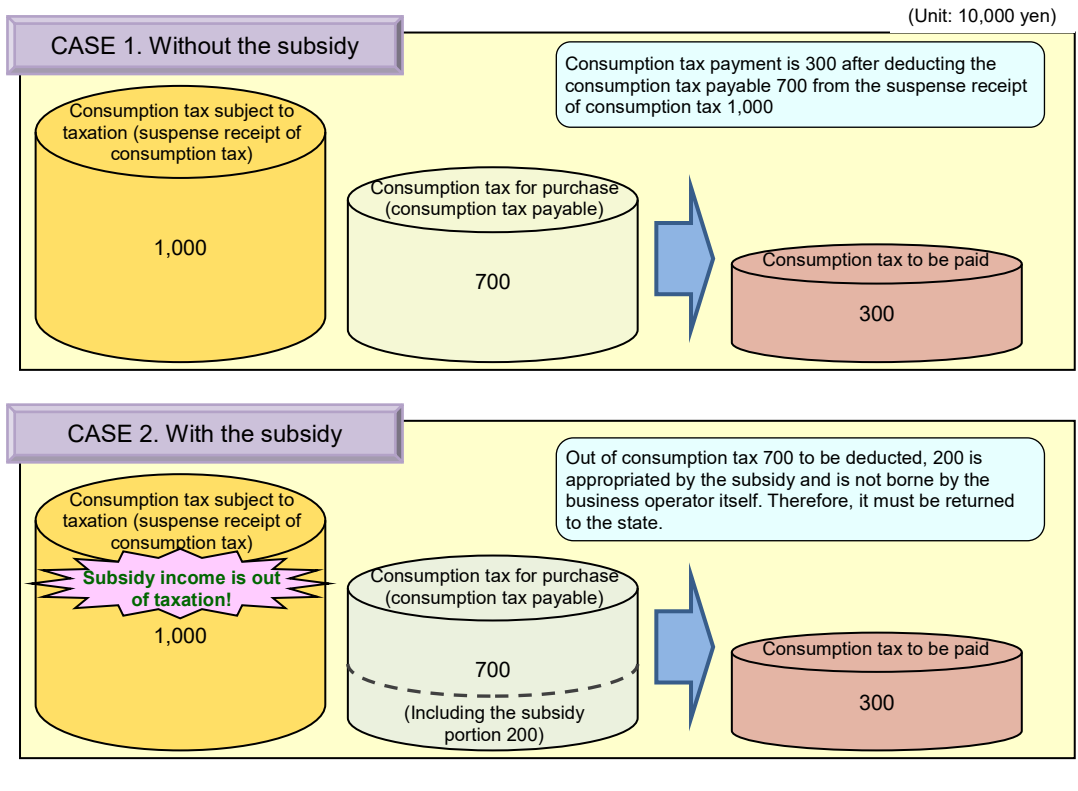 (Unit: 10,000 yen)
CASE 1. Without the subsidy
Consumption tax payment is 300 after deducting the
consumption tax payable 700 from the suspense receipt
of consumption tax 1,000
Consumption tax subject to
taxation (suspense receipt of
consumption tax)
1,000
Consumption tax for purchase
(consumption tax payable)
700
Consumption tax to be paid
300
CASE 2. With the subsidy
Out of consumption tax 700 to be deducted, 200 is
appropriated by the subsidy and is not borne by the
business operator itself. Therefore, it must be returned
to the state.
Consumption tax subject to
taxation (suspense receipt of
consumption tax)
Subsidy income is out
of taxation!
1,000
Consumption tax for purchase
(consumption tax payable)
700
(Including the subsidy
portion 200)
Consumption tax to be paid
300